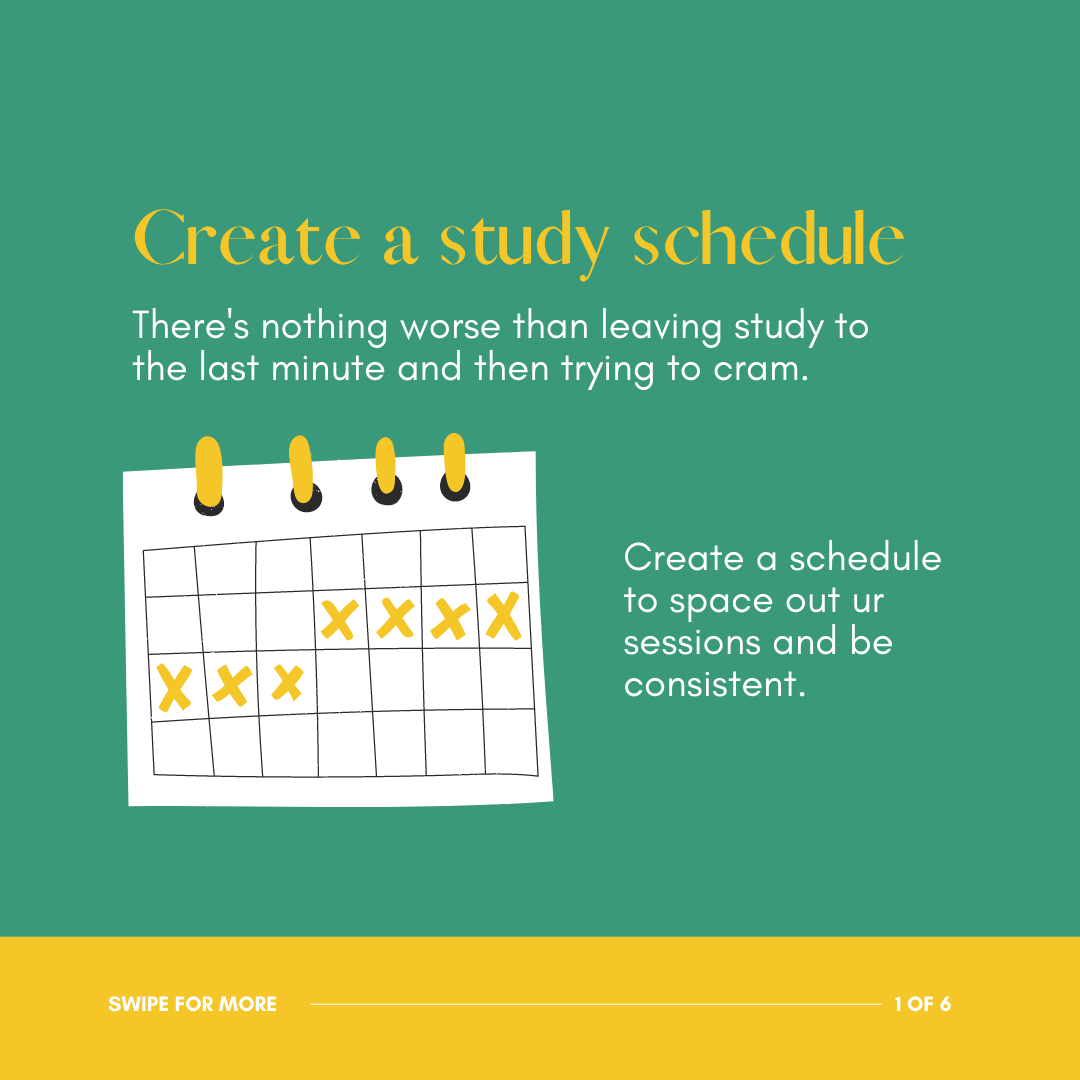 Create a study schedule
There's nothing worse than leaving study to
the last minute and then trying to cram.
Create a schedule
to space out ur
sessions and be
consistent.
SWIPE FOR MORE
1 OF 6